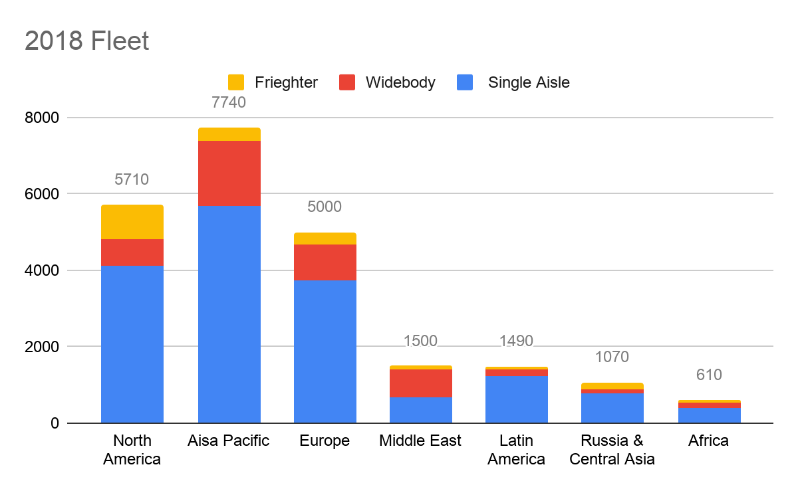 2018 Fleet
Frieghter Widebody Single Aisle
7740
8000
5710
6000
5000
4000
1500
1490
2000
1070
610
0
North America
Aisa Pacific
Europe
Middle East
Latin America
Russia & Central Asia
Africa